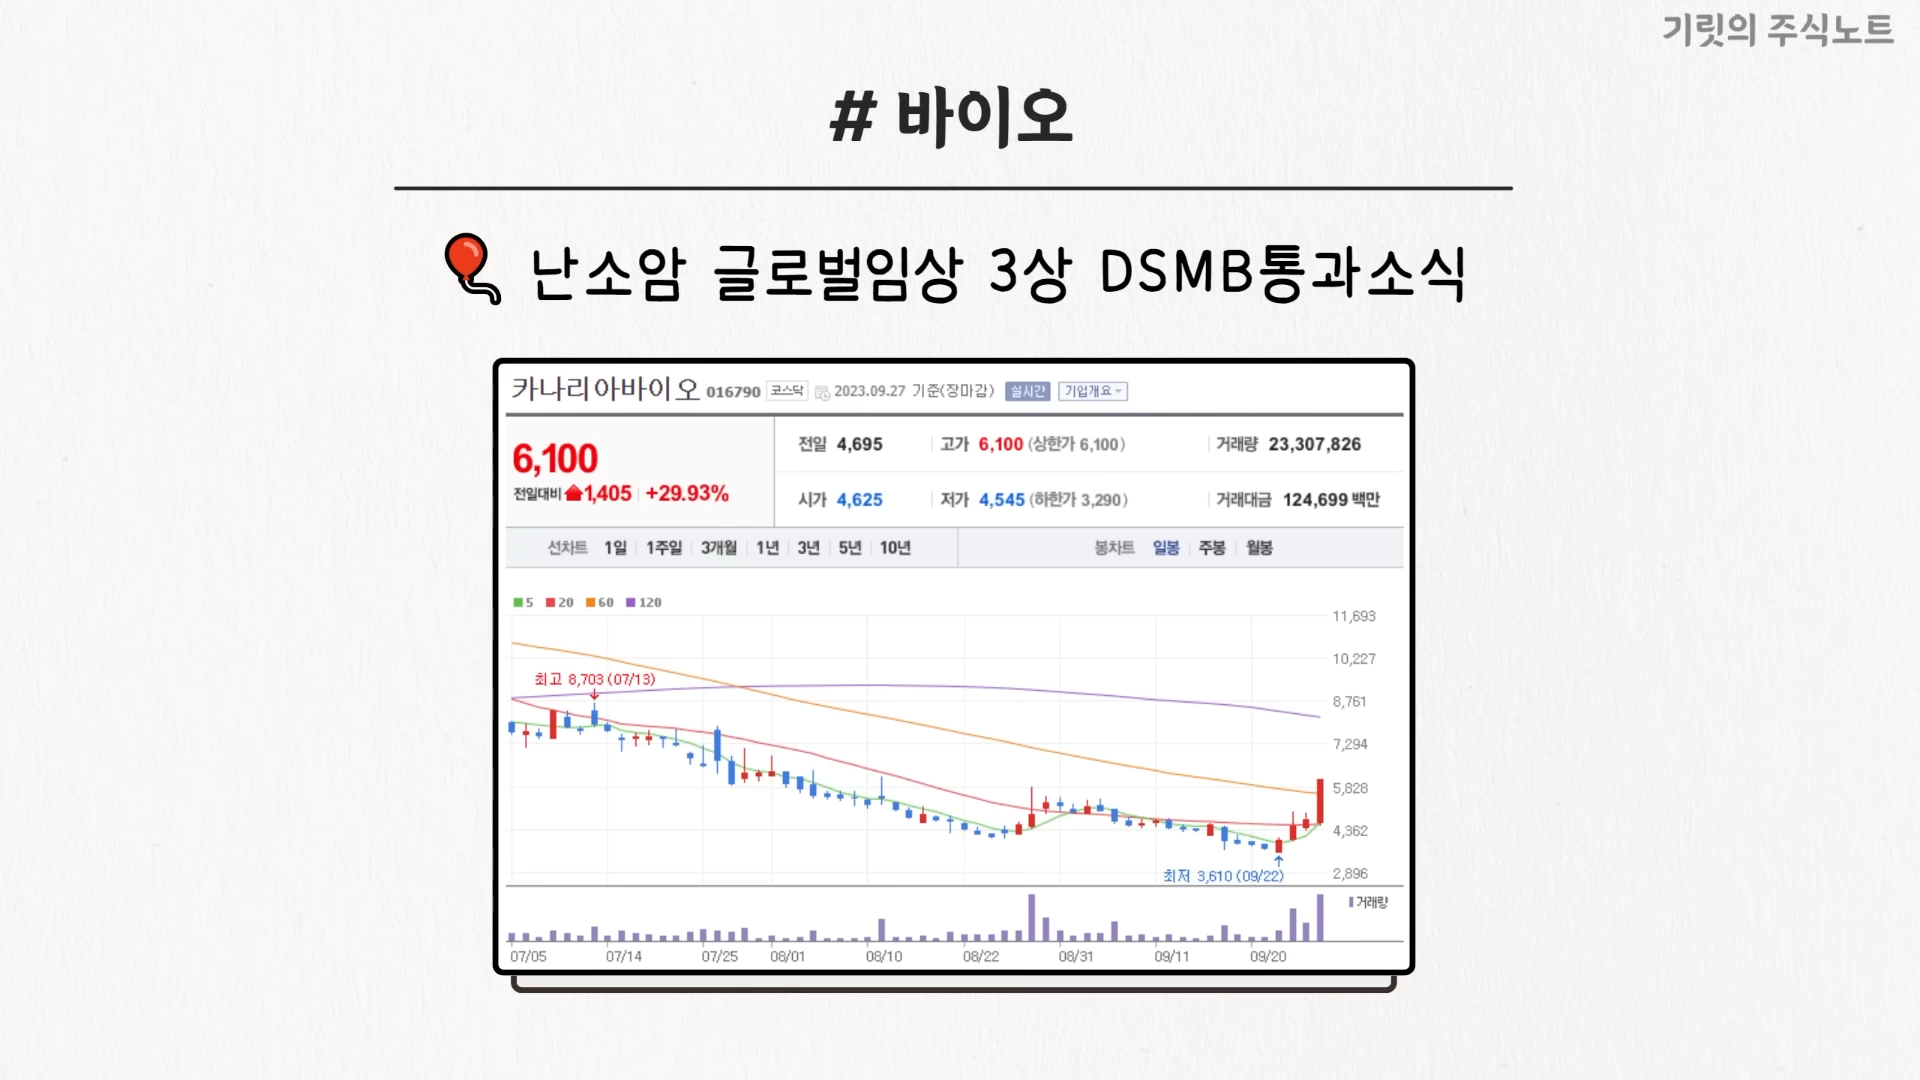 기릿의 주식노트
# 바이오
난소암 글로벌임상 3상 DSMB통과소식
카나리아바이오 016790 코스닥 2023.09.27 기준(장마감) 실시간 기업개요
6,100
전일대비 1,405 +29.93%
전일 4,695 고가 6,100 (상한가 6,100) 거래량 23,307,826
시가 4,625 저가 4,545 (하한가 3,290) 거래대금 124,699 백만
선차트 1일 1주일 3개월 1년 3년 5년 10년 봉차트 일봉 주봉 월봉
5 20 60 120
11,693
10,227
최고 8,703 (07/13)
8,761
7,294
5,828
4,362
최저 3,610 (09/22)
2,896
거래량
07/05 07/14 07/25 08/01 08/10 08/22 08/31 09/11 09/20